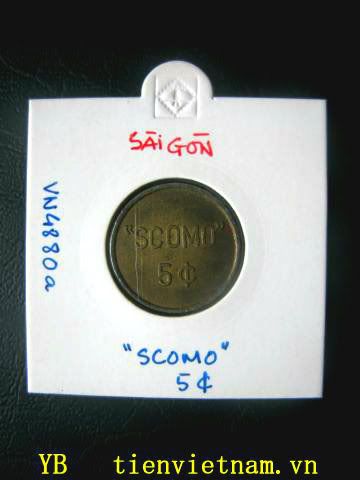 SÀI GÒN
VN4880a
"SCOMO"
5¢
"SCOMO"
5¢
YB tienvietnam.vn